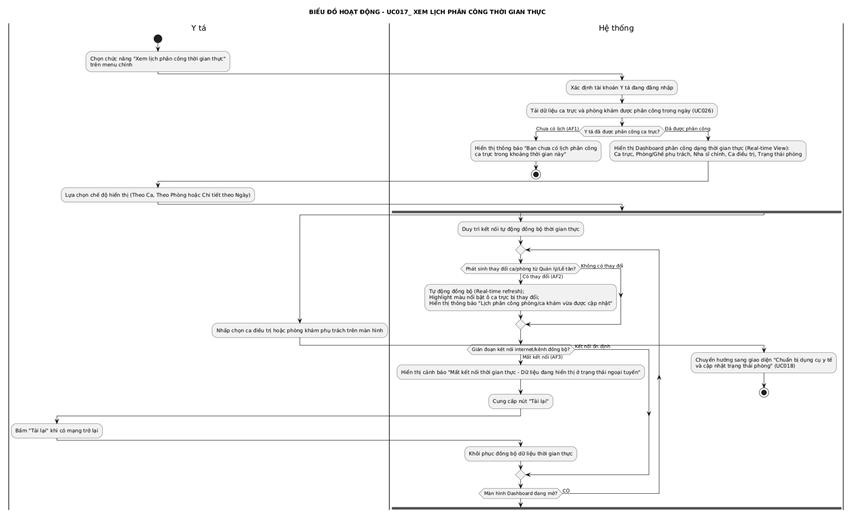 BIỂU ĐỒ HOẠT ĐỘNG - UC017_ XEM LỊCH PHÂN CÔNG THỜI GIAN THỰC
Y tá
Hệ thống
Chọn chức năng "Xem lịch phân công thời gian thực"
trên menu chính
Xác định tài khoản Y tá đang đăng nhập
Tải dữ liệu ca trực và phòng khám được phân công trong ngày (UC026)
Chưa có lịch (AF1)
Y tá đã được phân công ca trực?
Đã được phân công
Hiển thị thông báo "Bạn chưa có lịch phân công
ca trực trong khoảng thời gian này"
Hiển thị Dashboard phân công dạng thời gian thực (Real-time View):
Ca trực, Phòng/Ghế phụ trách, Nha sĩ chính, Ca điều trị, Trạng thái phòng
Lựa chọn chế độ hiển thị (Theo Ca, Theo Phòng hoặc Chi tiết theo Ngày)
Duy trì kết nối tự động đồng bộ thời gian thực
Phát sinh thay đổi ca/phòng từ Quản lý/Lễ tân?
Không có thay đổi
Có thay đổi (AF2)
Tự động đồng bộ (Real-time refresh);
Highlight màu nổi bật ô ca trực bị thay đổi;
Hiển thị thông báo "Lịch phân công phòng/ca khám vừa được cập nhật"
Nhấp chọn ca điều trị hoặc phòng khám phụ trách trên màn hình
Gián đoạn kết nối internet/kênh đồng bộ?
Kết nối ổn định
Mất kết nối (AF3)
Chuyển hướng sang giao diện "Chuẩn bị dụng cụ y tế
và cập nhật trạng thái phòng" (UC018)
Hiển thị cảnh báo "Mất kết nối thời gian thực - Dữ liệu đang hiển thị ở trạng thái ngoại tuyến"
Cung cấp nút "Tải lại"
Bấm "Tải lại" khi có mạng trở lại
Khôi phục đồng bộ dữ liệu thời gian thực
Màn hình Dashboard đang mở?
CÓ